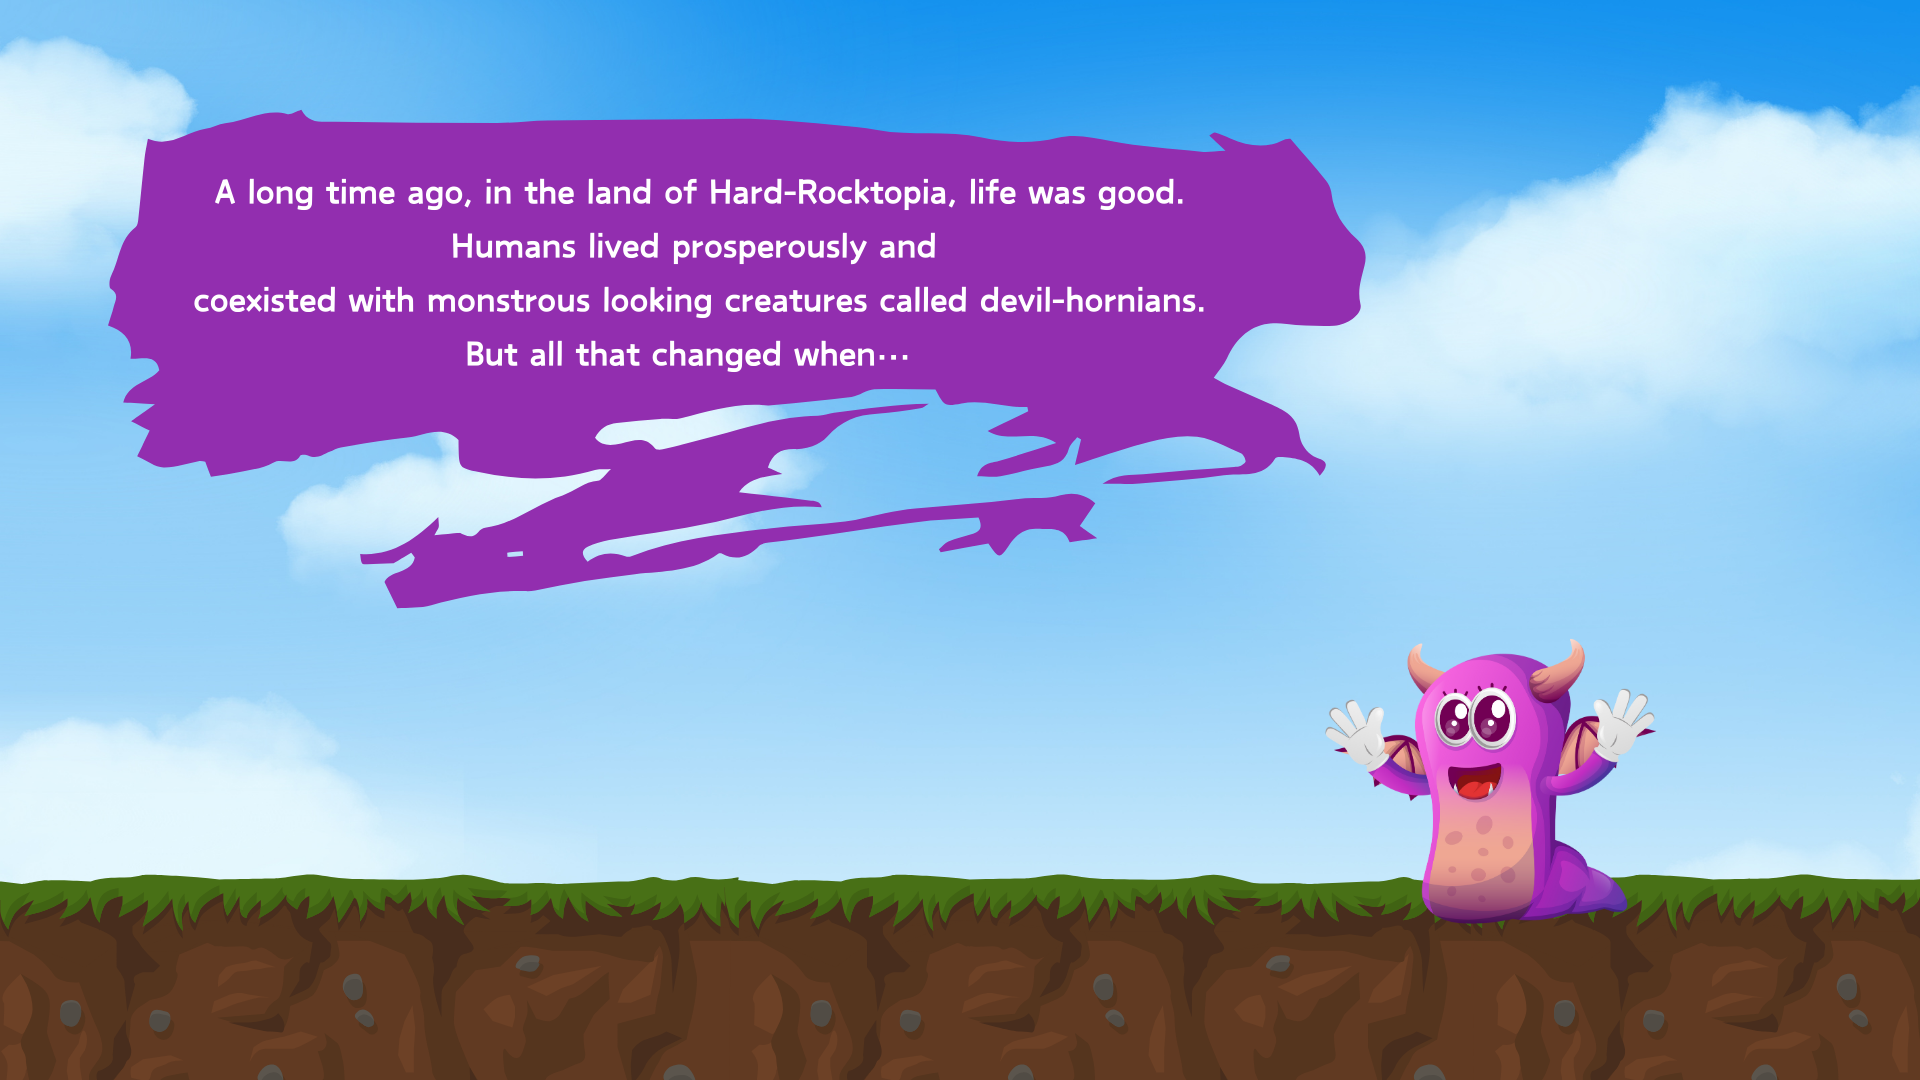 A long time ago, in the land of Hard-Rocktopia, life was good.
Humans lived prosperously and
coexisted with monstrous looking creatures called devil-hornians.
But all that changed when···